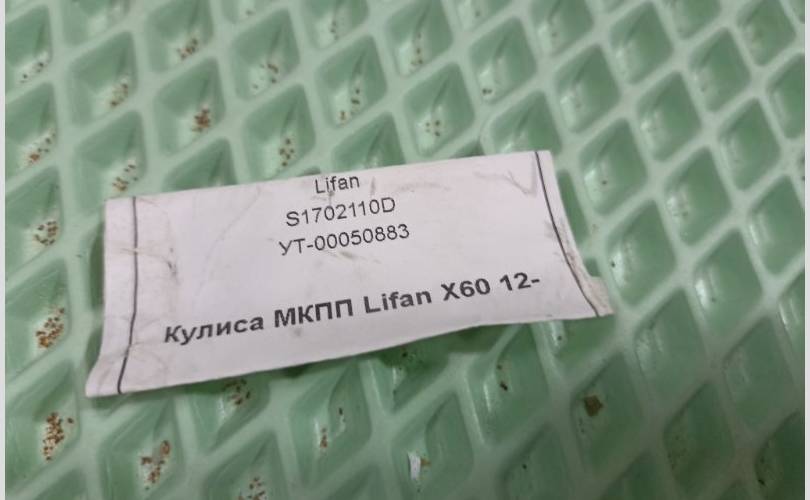 Lifan
S1702110D
УТ-00050883
Кулиса МКПП Lifan X60 12-